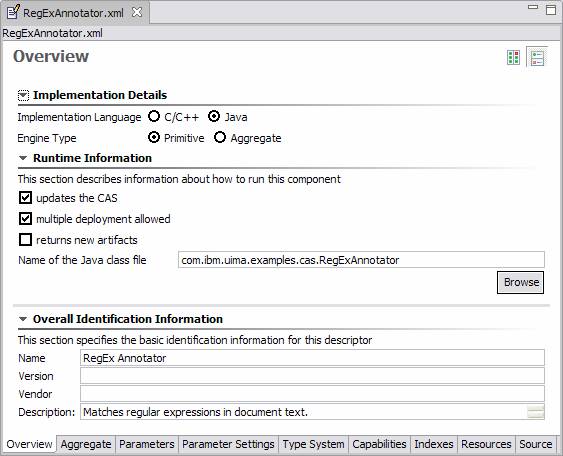 RegExAnnotator.xml
RegExAnnotator.xml
Overview
Implementation Details
Implementation Language C/C++ Java
Engine Type Primitive Aggregate
Runtime Information
This section describes information about how to run this component
updates the CAS
multiple deployment allowed
returns new artifacts
Name of the Java class file com.ibm.uima.examples.cas.RegExAnnotator
Browse
Overall Identification Information
This section specifies the basic identification information for this descriptor
Name RegEx Annotator
Version
Vendor
Description: Matches regular expressions in document text.
Overview Aggregate Parameters Parameter Settings Type System Capabilities Indexes Resources Source